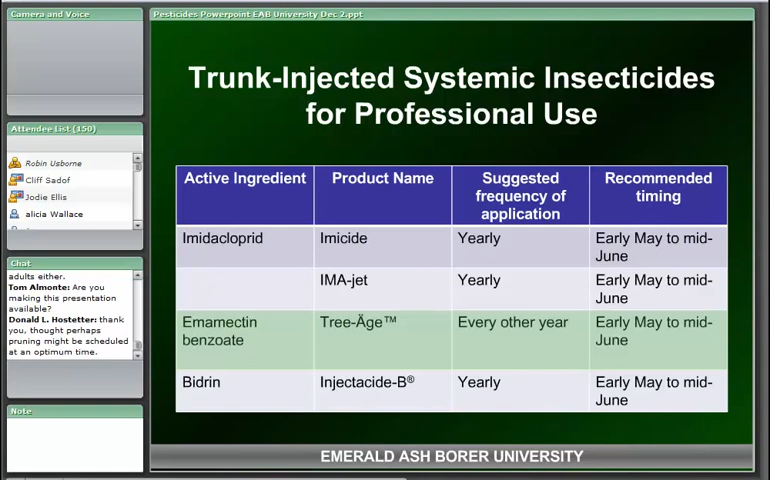 Camera and Voice
Pesticides Powerpoint EAB University Dec 2.ppt
Attendee List (150)
Robin Usborne
Cliff Sadof
Jodie Ellis
alicia Wallace
Chat
adults either.
Tom Almonte: Are you
making this presentation
available?
Donald L. Hostetter: thank
you, thought perhaps
pruning might be scheduled
at an optimum time.
Note
Trunk-Injected Systemic Insecticides
for Professional Use
Active Ingredient Product Name Suggested frequency of application Recommended timing
Imidacloprid Imicide Yearly Early May to mid-
June
IMA-jet Yearly Early May to mid-
June
Emamectin benzoate Tree-Äge™ Every other year Early May to mid-
June
Bidrin Injectacide-B® Yearly Early May to mid-
June
EMERALD ASH BORER UNIVERSITY